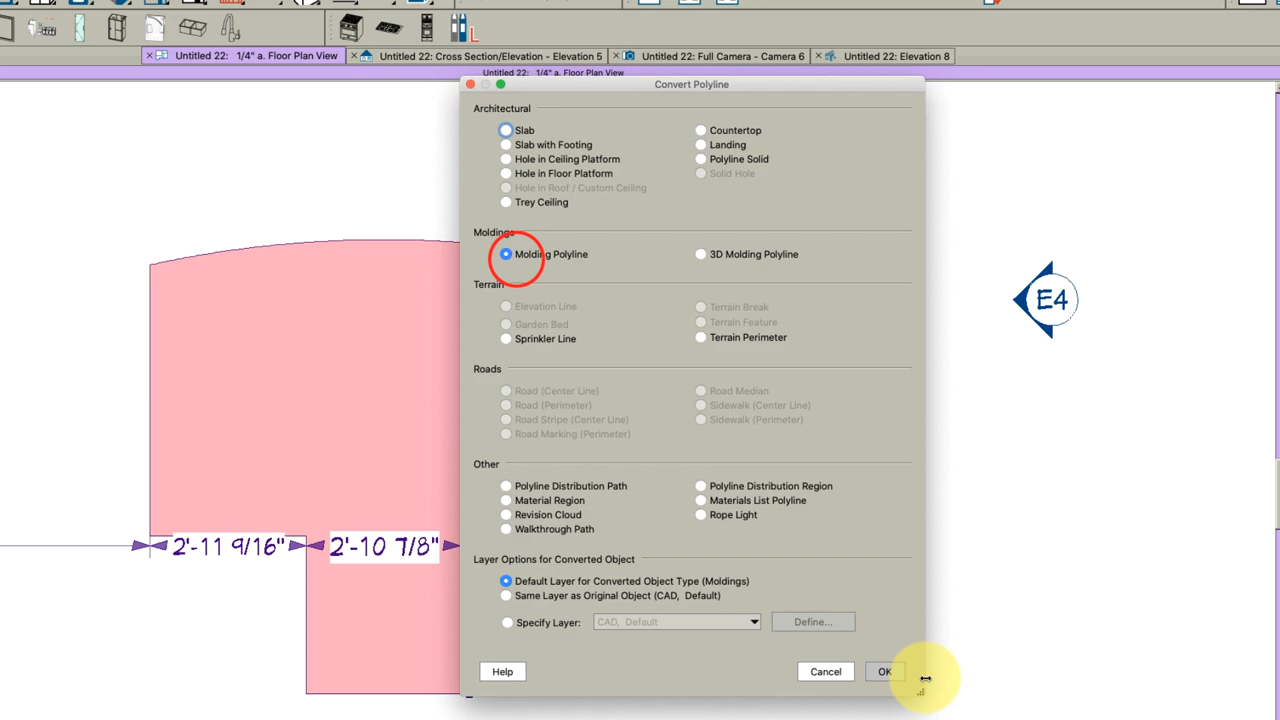 L
Untitled 22: 1/4" a. Floor Plan View
Untitled 22: Cross Section/Elevation - Elevation 5
Untitled 22: Full Camera - Camera 6
Untitled 22: Elevation 8
Untitled 22: 1/4" a. Floor Plan View
Convert Polyline
Architectural
Slab
Countertop
Slab with Footing
Landing
Hole in Ceiling Platform
Polyline Solid
Hole in Floor Platform
Solid Hole
Hole in Roof / Custom Ceiling
Trey Ceiling
Moldings
Molding Polyline
3D Molding Polyline
Terrain
Elevation Line
Terrain Break
Garden Bed
Terrain Feature
Sprinkler Line
Terrain Perimeter
Roads
Road (Center Line)
Road Median
Road (Perimeter)
Sidewalk (Center Line)
Road Stripe (Center Line)
Sidewalk (Perimeter)
Road Marking (Perimeter)
Other
Polyline Distribution Path
Polyline Distribution Region
Material Region
Materials List Polyline
Revision Cloud
Rope Light
Walkthrough Path
Layer Options for Converted Object
Default Layer for Converted Object Type (Moldings)
Same Layer as Original Object (CAD, Default)
Specify Layer:
CAD, Default
Define...
Help
Cancel
OK
2'-11 9/16"
2'-10 7/8"
E4